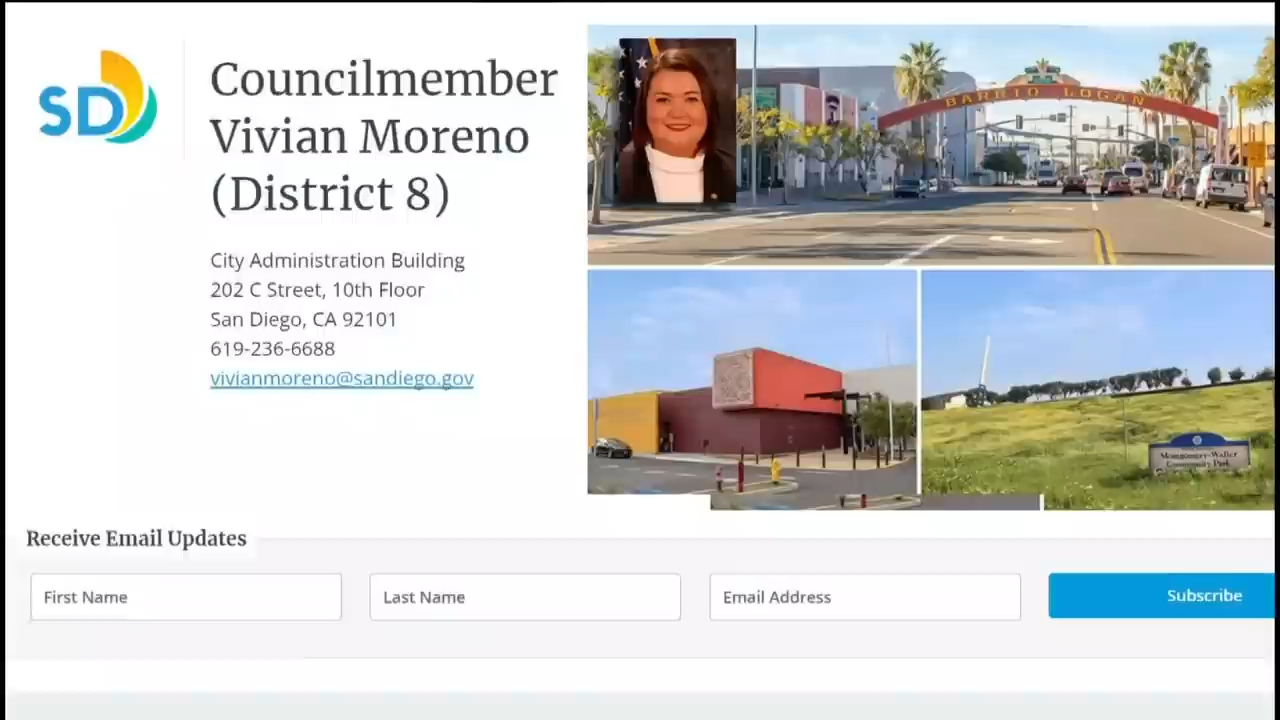 SD
Councilmember
Vivian Moreno
(District 8)
City Administration Building
202 C Street, 10th Floor
San Diego, CA 92101
619-236-6688
vivianmoreno@sandiego.gov
BARRIO LOGAN
Montgomery-Waller
Community Park
Receive Email Updates
First Name
Last Name
Email Address
Subscribe